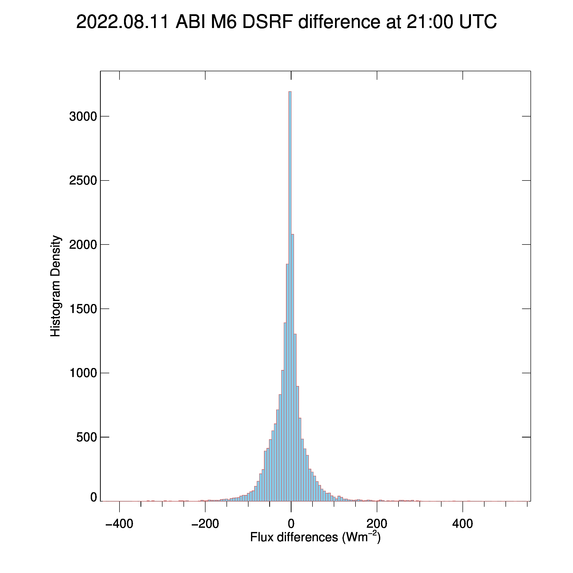 2022.08.11 ABI M6 DSRF difference at 21:00 UTC
3000
2500
2000
1500
1000
500
0
Histogram Density
−400 −200 0 200 400
Flux differences (Wm⁻²)